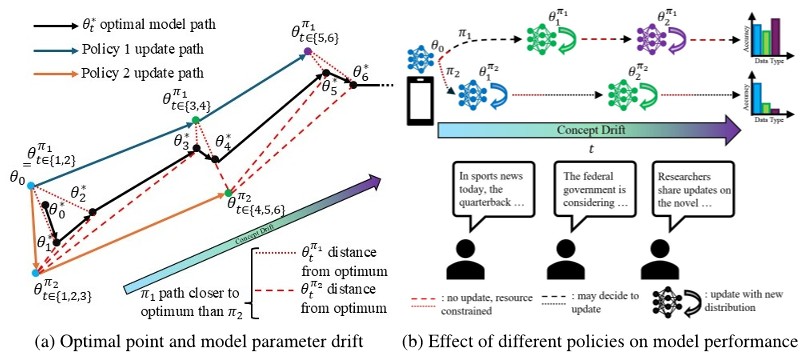 θ*t optimal model path
Policy 1 update path
Policy 2 update path
θ^π1 t∈{5,6}
θ*5
θ*6
θ^π1 t∈{3,4}
θ*3
θ*4
θ^π1 t∈{1,2}
=
θ0
θ*2
θ*0
θ*1
θ^π2 t∈{4,5,6}
θ^π2 t∈{1,2,3}
Concept Drift
π1 path closer to
optimum than π2
θ^π1 t distance
from optimum
θ^π2 t distance
from optimum
(a) Optimal point and model parameter drift
θ0
π1
π2
θ^π1 1
θ^π1 2
Accuracy
Data Type
θ^π2 1
θ^π2 2
Accuracy
Data Type
Concept Drift
t
In sports news
today, the
quarterback ...
The federal
government is
considering ...
Researchers
share updates on
the novel ...
: no update, resource
constrained
: may decide to
update
: update with new
distribution
(b) Effect of different policies on model performance